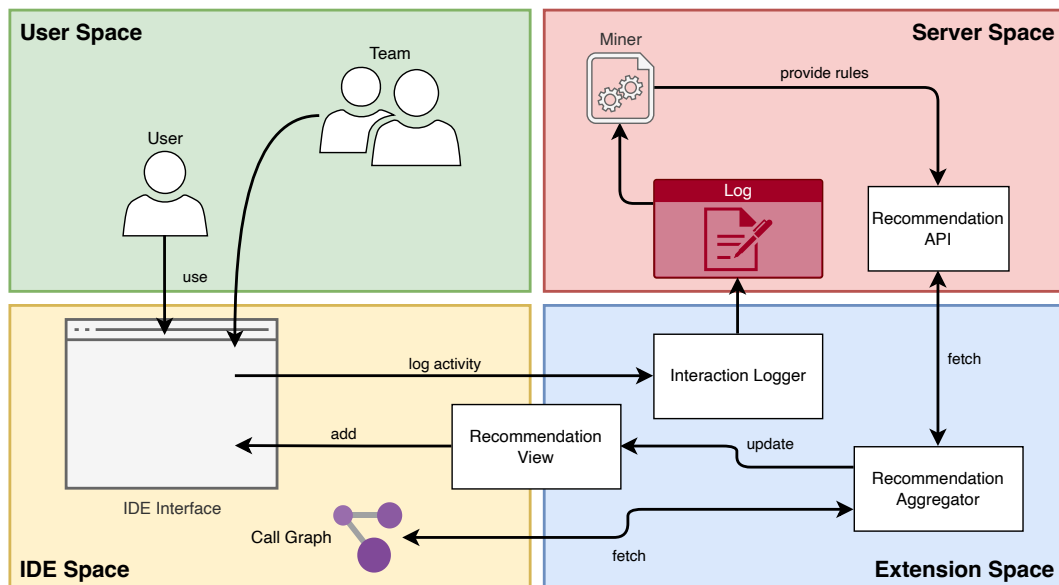 User Space
Team
User
use
Server Space
Miner
provide rules
Log
Recommendation
API
fetch
log activity
Interaction Logger
add
Recommendation
View
update
Recommendation
Aggregator
IDE Interface
Call Graph
fetch
IDE Space
Extension Space